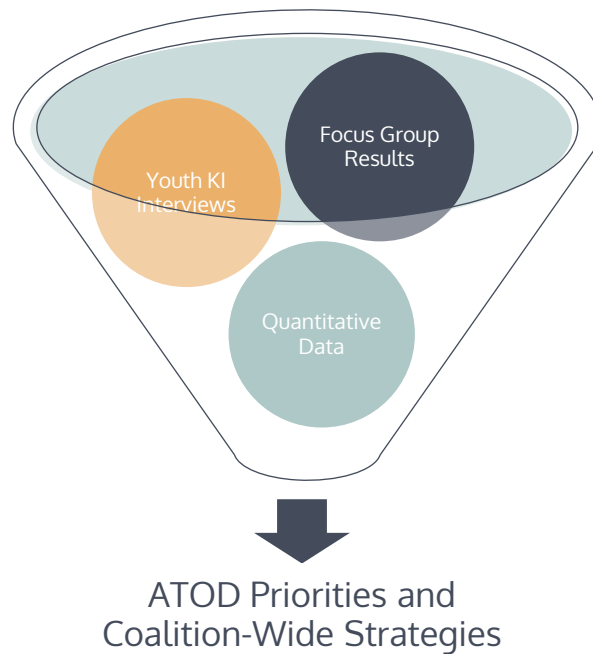 Focus Group
Results
Youth KI
Interviews
Quantitative
Data
ATOD Priorities and
Coalition-Wide Strategies